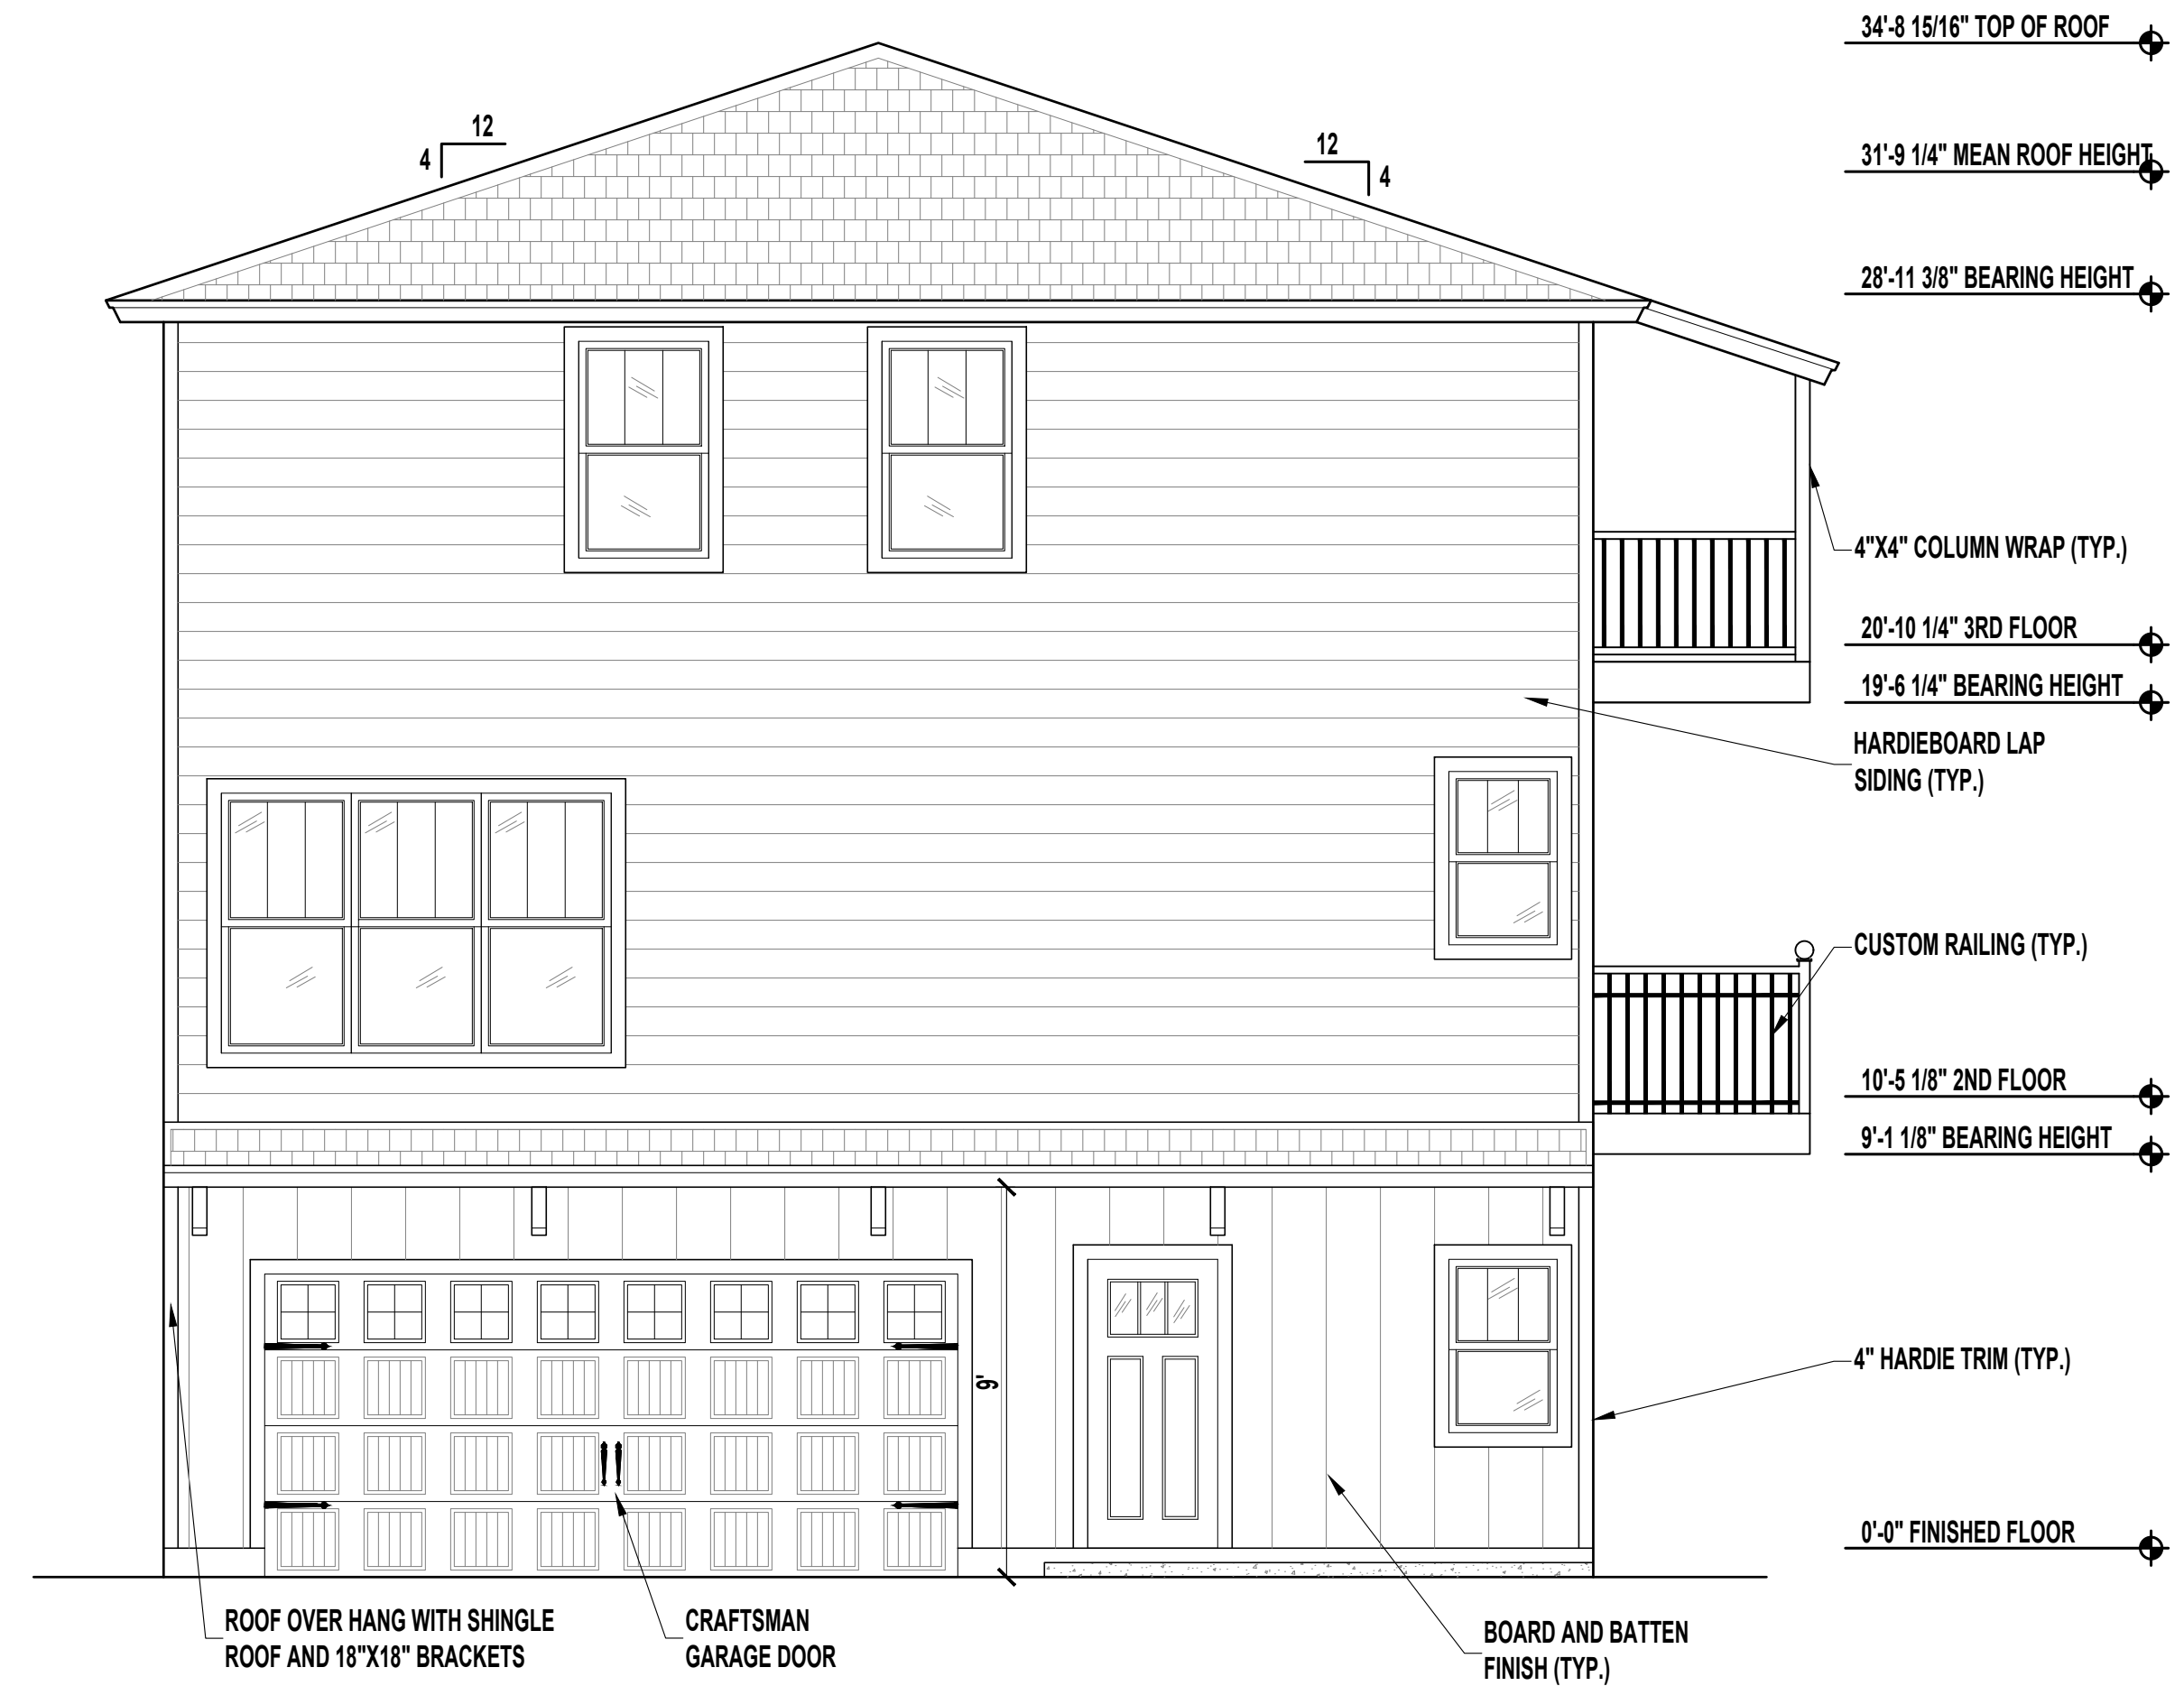 34'-8 15/16" TOP OF ROOF
12
4
12
4
31'-9 1/4" MEAN ROOF HEIGHT
28'-11 3/8" BEARING HEIGHT
4"X4" COLUMN WRAP (TYP.)
20'-10 1/4" 3RD FLOOR
19'-6 1/4" BEARING HEIGHT
HARDIEBOARD LAP
SIDING (TYP.)
CUSTOM RAILING (TYP.)
10'-5 1/8" 2ND FLOOR
9'-1 1/8" BEARING HEIGHT
9'
4" HARDIE TRIM (TYP.)
0'-0" FINISHED FLOOR
ROOF OVER HANG WITH SHINGLE
ROOF AND 18"X18" BRACKETS
CRAFTSMAN
GARAGE DOOR
BOARD AND BATTEN
FINISH (TYP.)